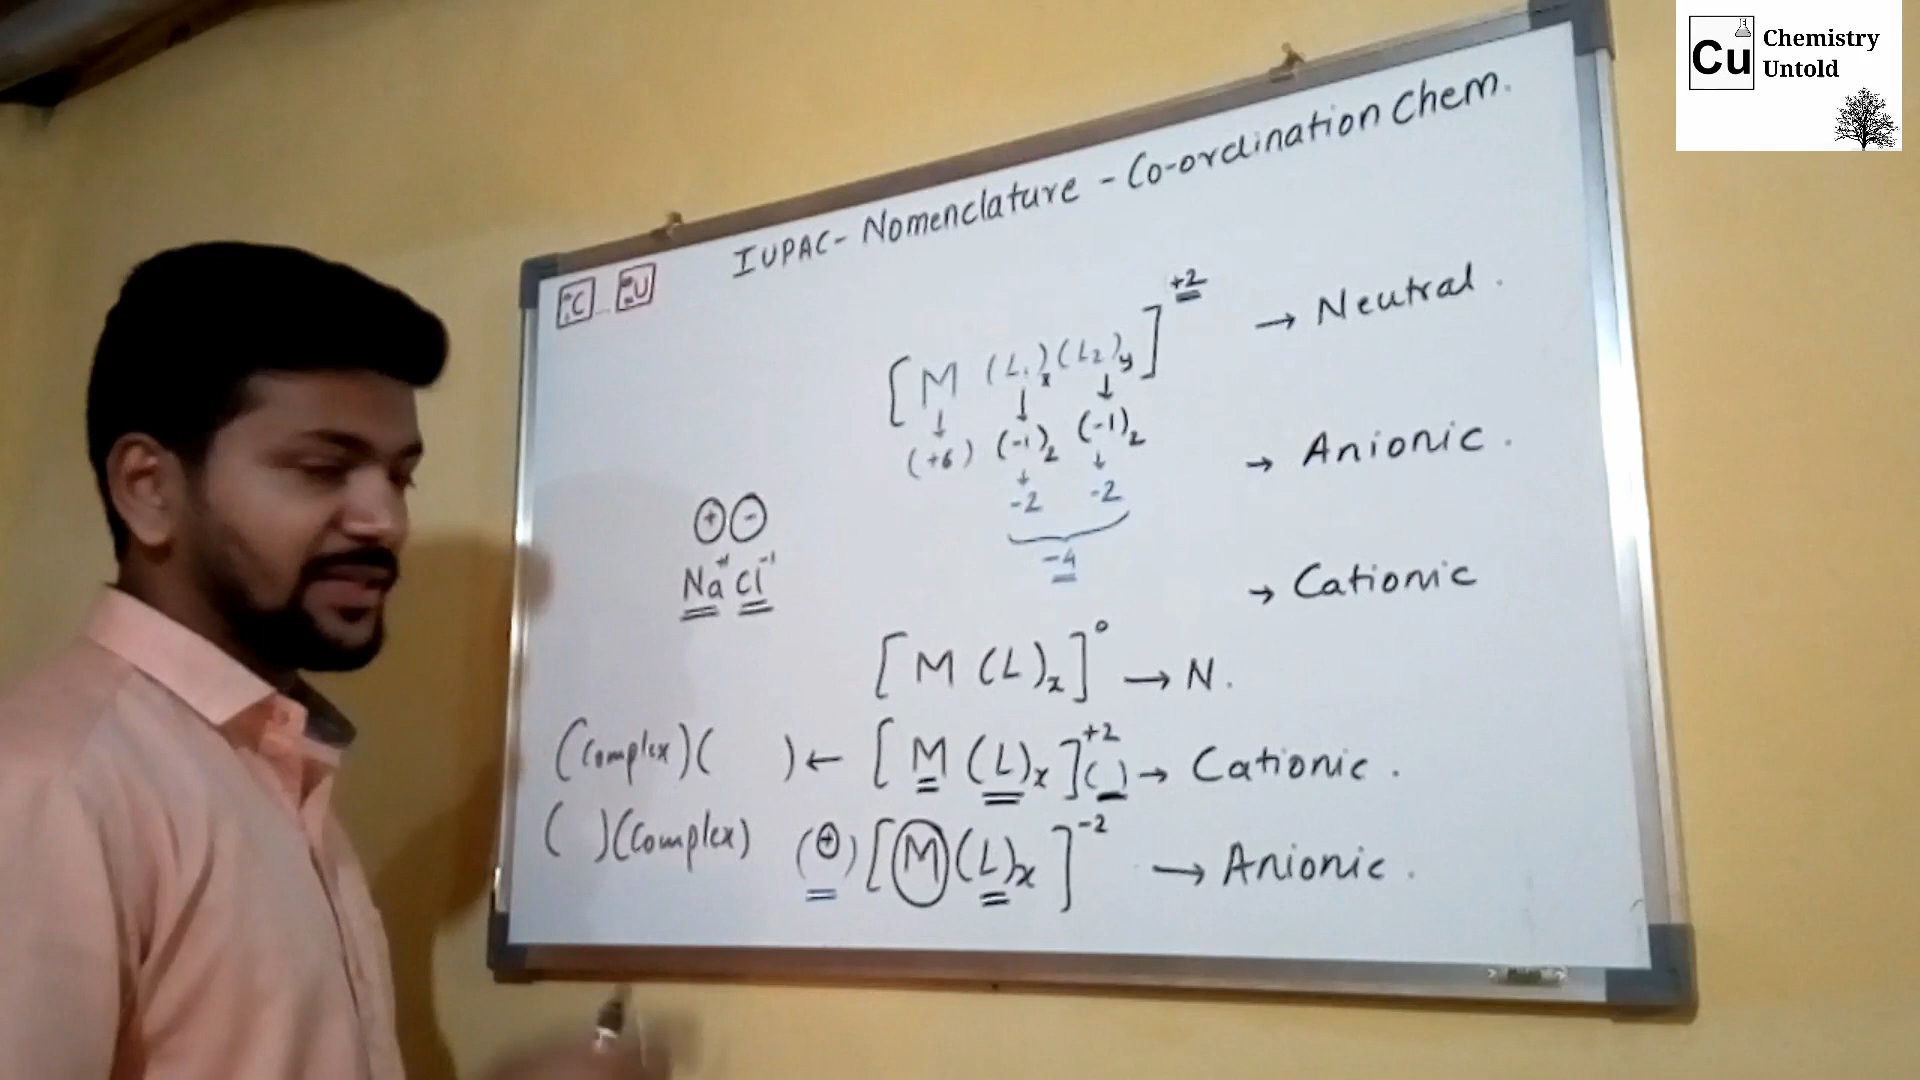 Cu Chemistry
Untold
IUPAC- Nomenclature - Co-ordination Chem.
C U
[M (L₁)x (L₂)y]⁺² → Neutral.
↓ ↓ ↓
(+6) (-1)₂ (-1)₂ → Anionic.
↓ ↓
-2 -2
-4
⊕ ⊖
Na⁺¹ Cl⁻¹
→ Cationic
[M (L)x]⁰ → N.
(Complex)( ) ← [M (L)x]⁺²( ) → Cationic.
( )(Complex) (⊕)[M (L)x]⁻² → Anionic.